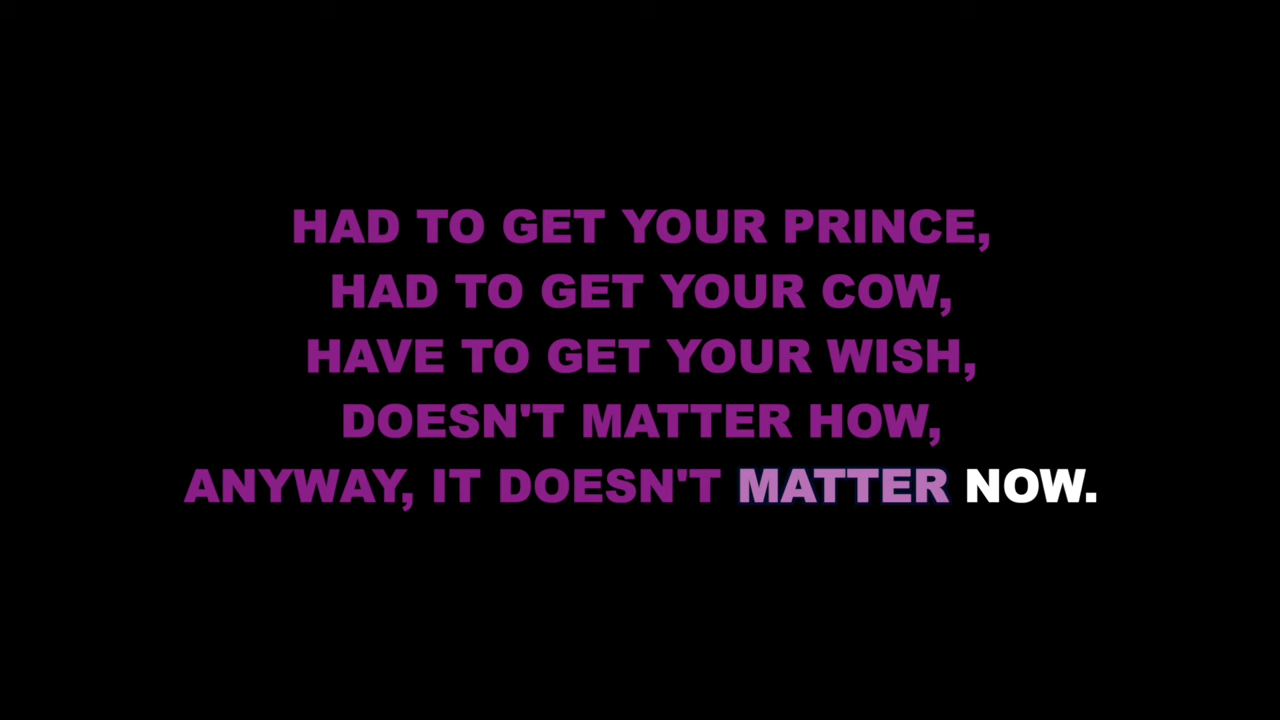 HAD TO GET YOUR PRINCE,
HAD TO GET YOUR COW,
HAVE TO GET YOUR WISH,
DOESN'T MATTER HOW,
ANYWAY, IT DOESN'T MATTER NOW.